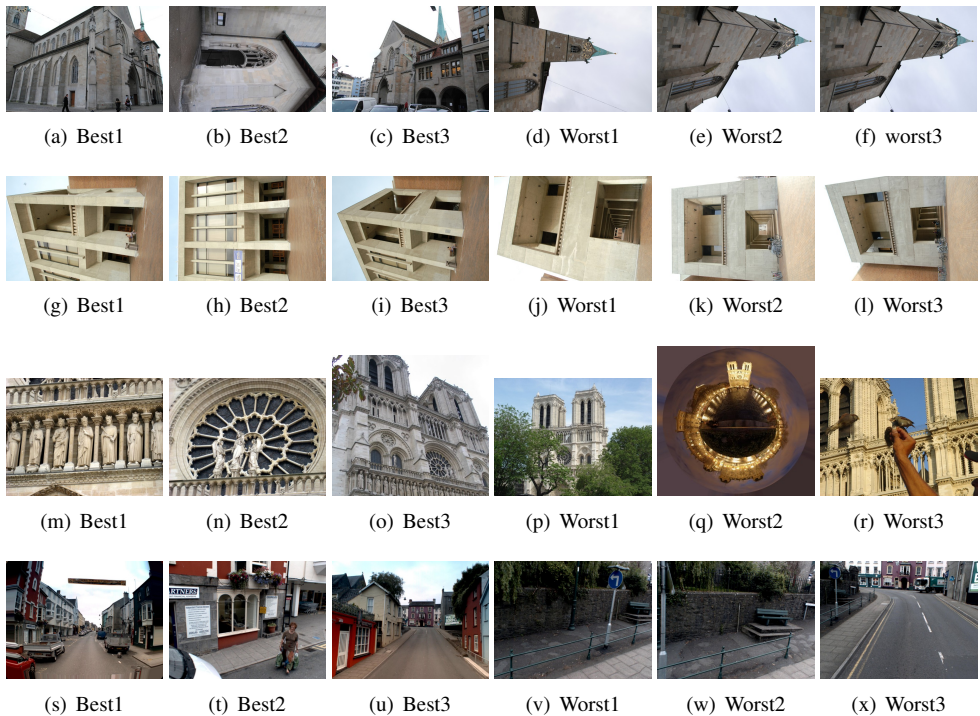 (a) Best1 (b) Best2 (c) Best3 (d) Worst1 (e) Worst2 (f) worst3
(g) Best1 (h) Best2 (i) Best3 (j) Worst1 (k) Worst2 (l) Worst3
(m) Best1 (n) Best2 (o) Best3 (p) Worst1 (q) Worst2 (r) Worst3
ARTNERS
(s) Best1 (t) Best2 (u) Best3 (v) Worst1 (w) Worst2 (x) Worst3